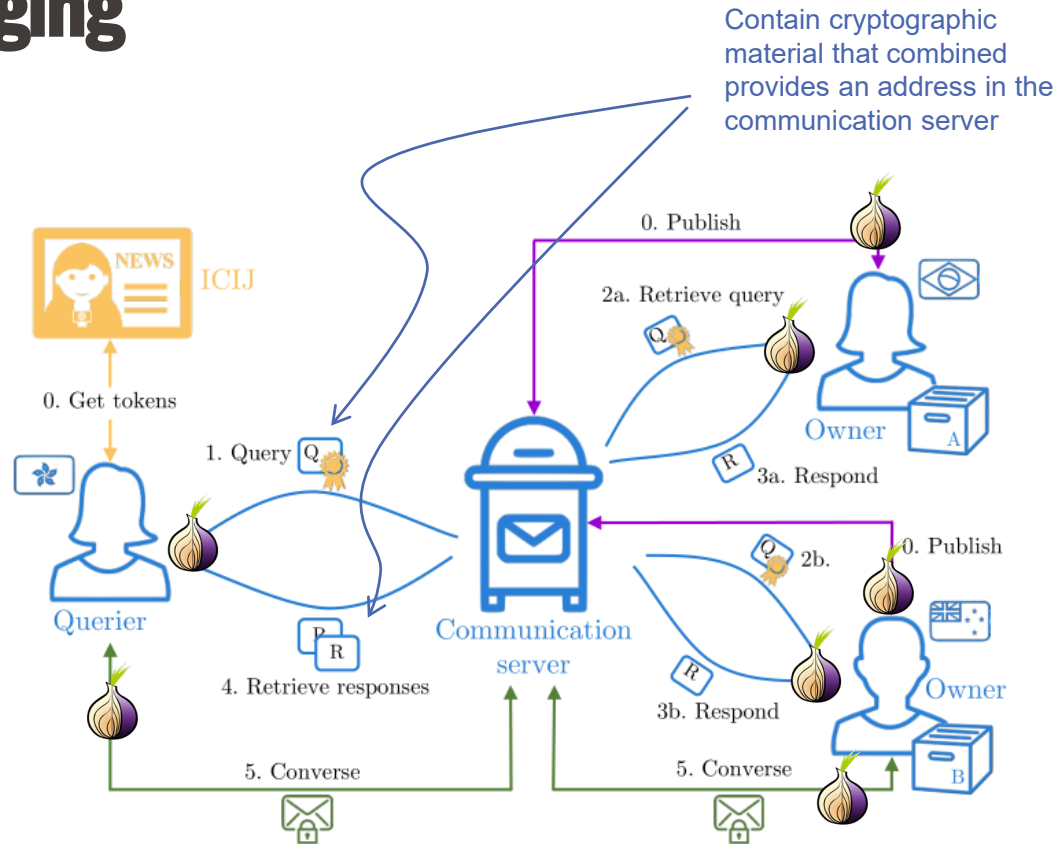 ging
Contain cryptographic
material that combined
provides an address in the
communication server
0. Publish
NEWS
ICIJ
2a. Retrieve query
Q
0. Get tokens
Owner
A
1. Query
Q
R
3a. Respond
Q
2b.
0. Publish
Querier
Communication
server
R
R
R
4. Retrieve responses
3b. Respond
Owner
B
5. Converse
5. Converse